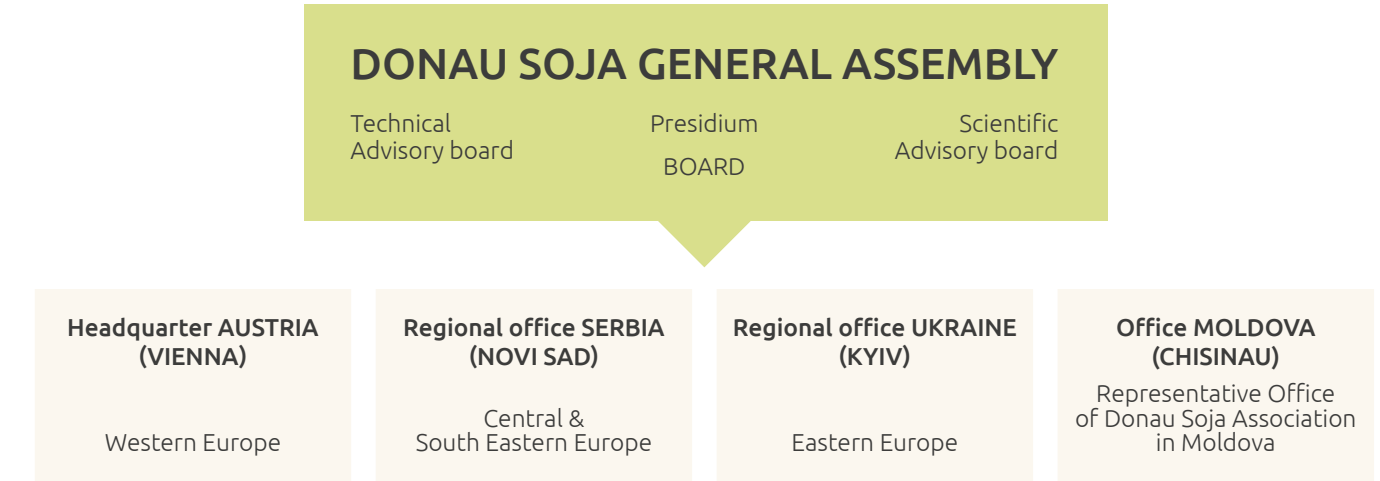 DONAU SOJA GENERAL ASSEMBLY
Technical
Advisory board
Presidium
BOARD
Scientific
Advisory board
Headquarter AUSTRIA
(VIENNA)
Western Europe
Regional office SERBIA
(NOVI SAD)
Central &
South Eastern Europe
Regional office UKRAINE
(KYIV)
Eastern Europe
Office MOLDOVA
(CHISINAU)
Representative Office
of Donau Soja Association
in Moldova